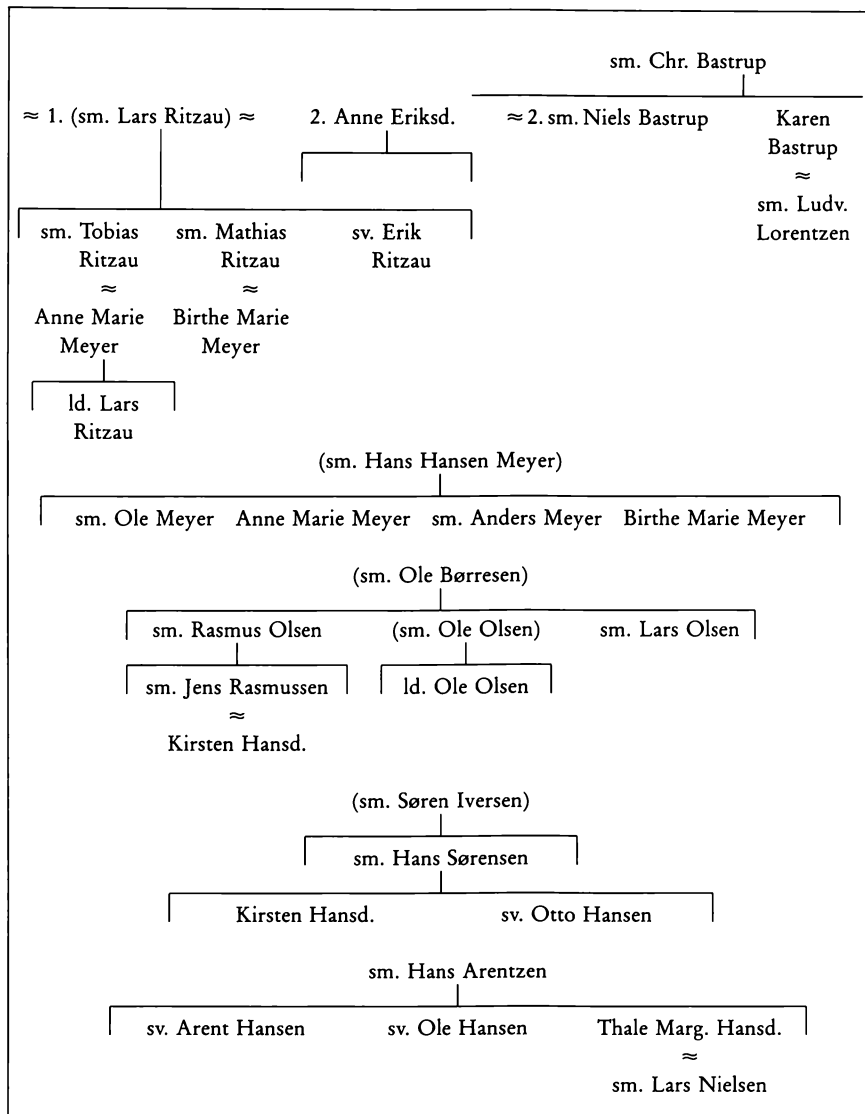 sm. Chr. Bastrup
≈ 1. (sm. Lars Ritzau) ≈ 2. Anne Eriksd. ≈ 2. sm. Niels Bastrup Karen
Bastrup
≈
sm. Ludv.
Lorentzen
sm. Tobias sm. Mathias sv. Erik
Ritzau Ritzau Ritzau
≈ ≈
Anne Marie Birthe Marie
Meyer Meyer
ld. Lars
Ritzau
(sm. Hans Hansen Meyer)
sm. Ole Meyer Anne Marie Meyer sm. Anders Meyer Birthe Marie Meyer
(sm. Ole Børresen)
sm. Rasmus Olsen (sm. Ole Olsen) sm. Lars Olsen
sm. Jens Rasmussen ld. Ole Olsen
≈
Kirsten Hansd.
(sm. Søren Iversen)
sm. Hans Sørensen
Kirsten Hansd. sv. Otto Hansen
sm. Hans Arentzen
sv. Arent Hansen sv. Ole Hansen Thale Marg. Hansd.
≈
sm. Lars Nielsen